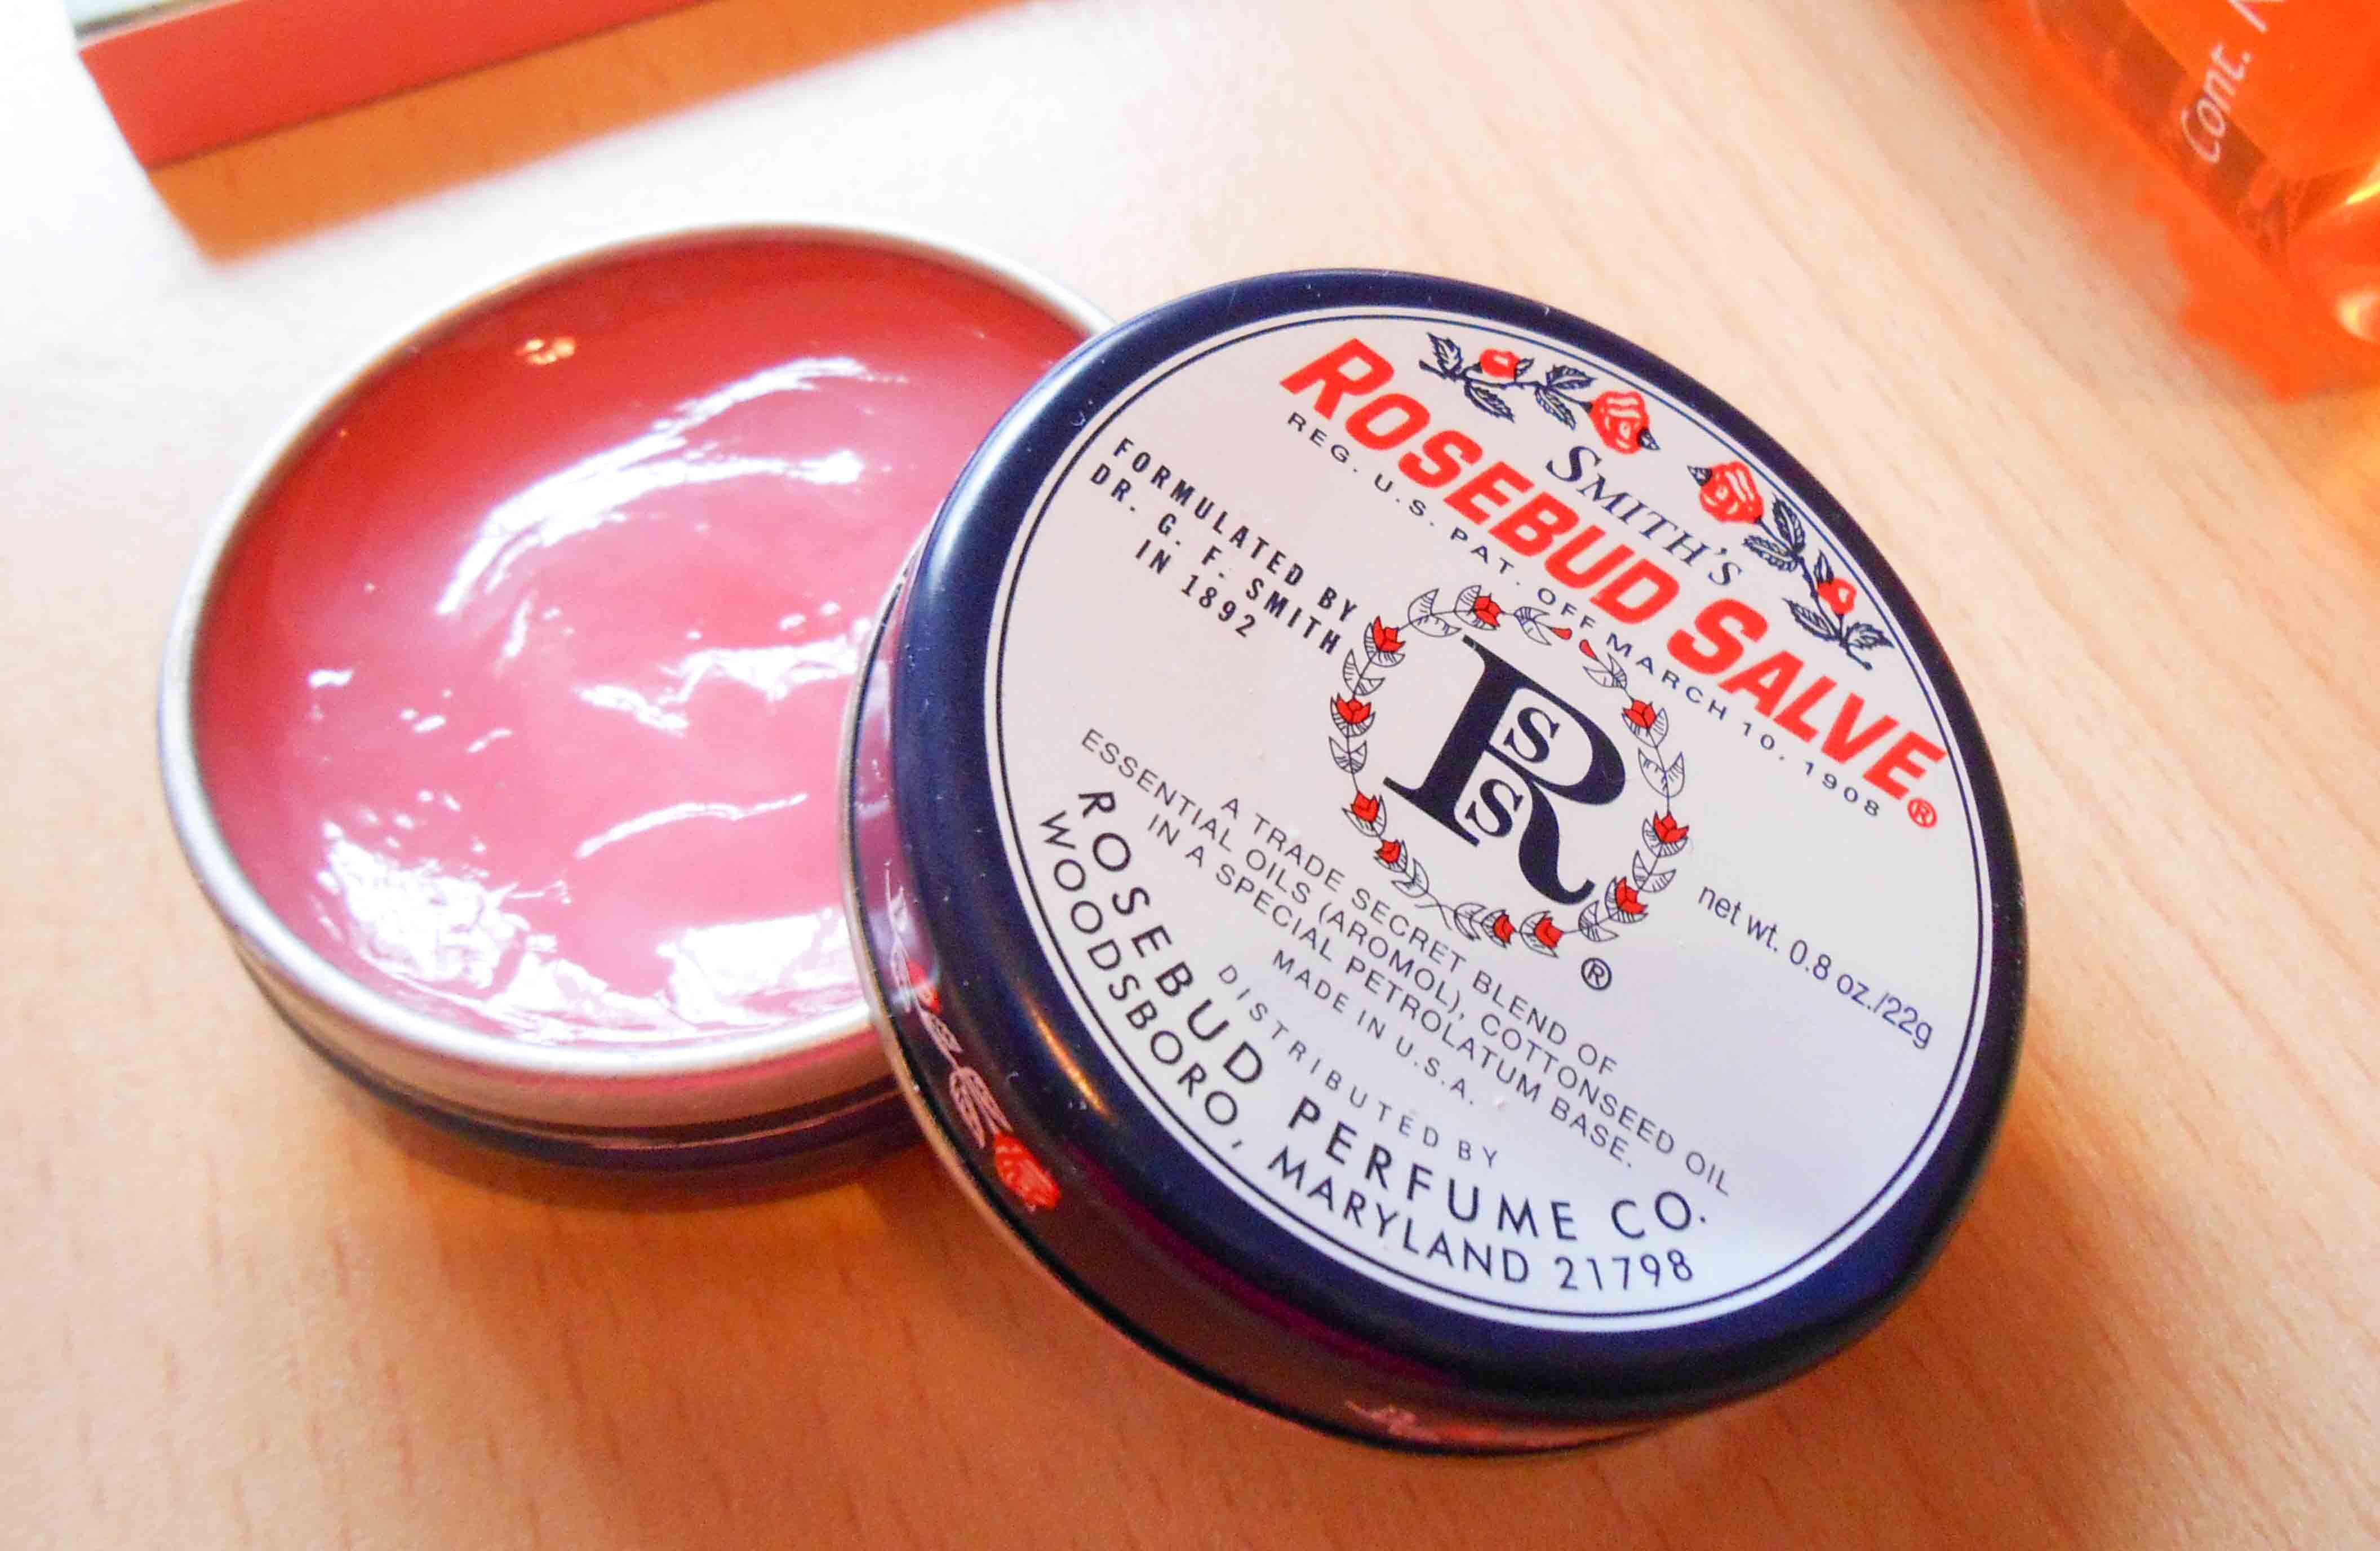 SMITH'S
ROSEBUD SALVE®
REG. U.S. PAT. OFF MARCH 10, 1908
FORMULATED BY
DR. G. F. SMITH
IN 1892
RSS
®
net wt. 0.8 oz./22g
A TRADE SECRET BLEND OF
ESSENTIAL OILS (AROMOL), COTTONSEED OIL
IN A SPECIAL PETROLATUM BASE.
MADE IN U.S.A.
DISTRIBUTED BY
ROSEBUD PERFUME CO.
WOODSBORO, MARYLAND 21798
Cont.